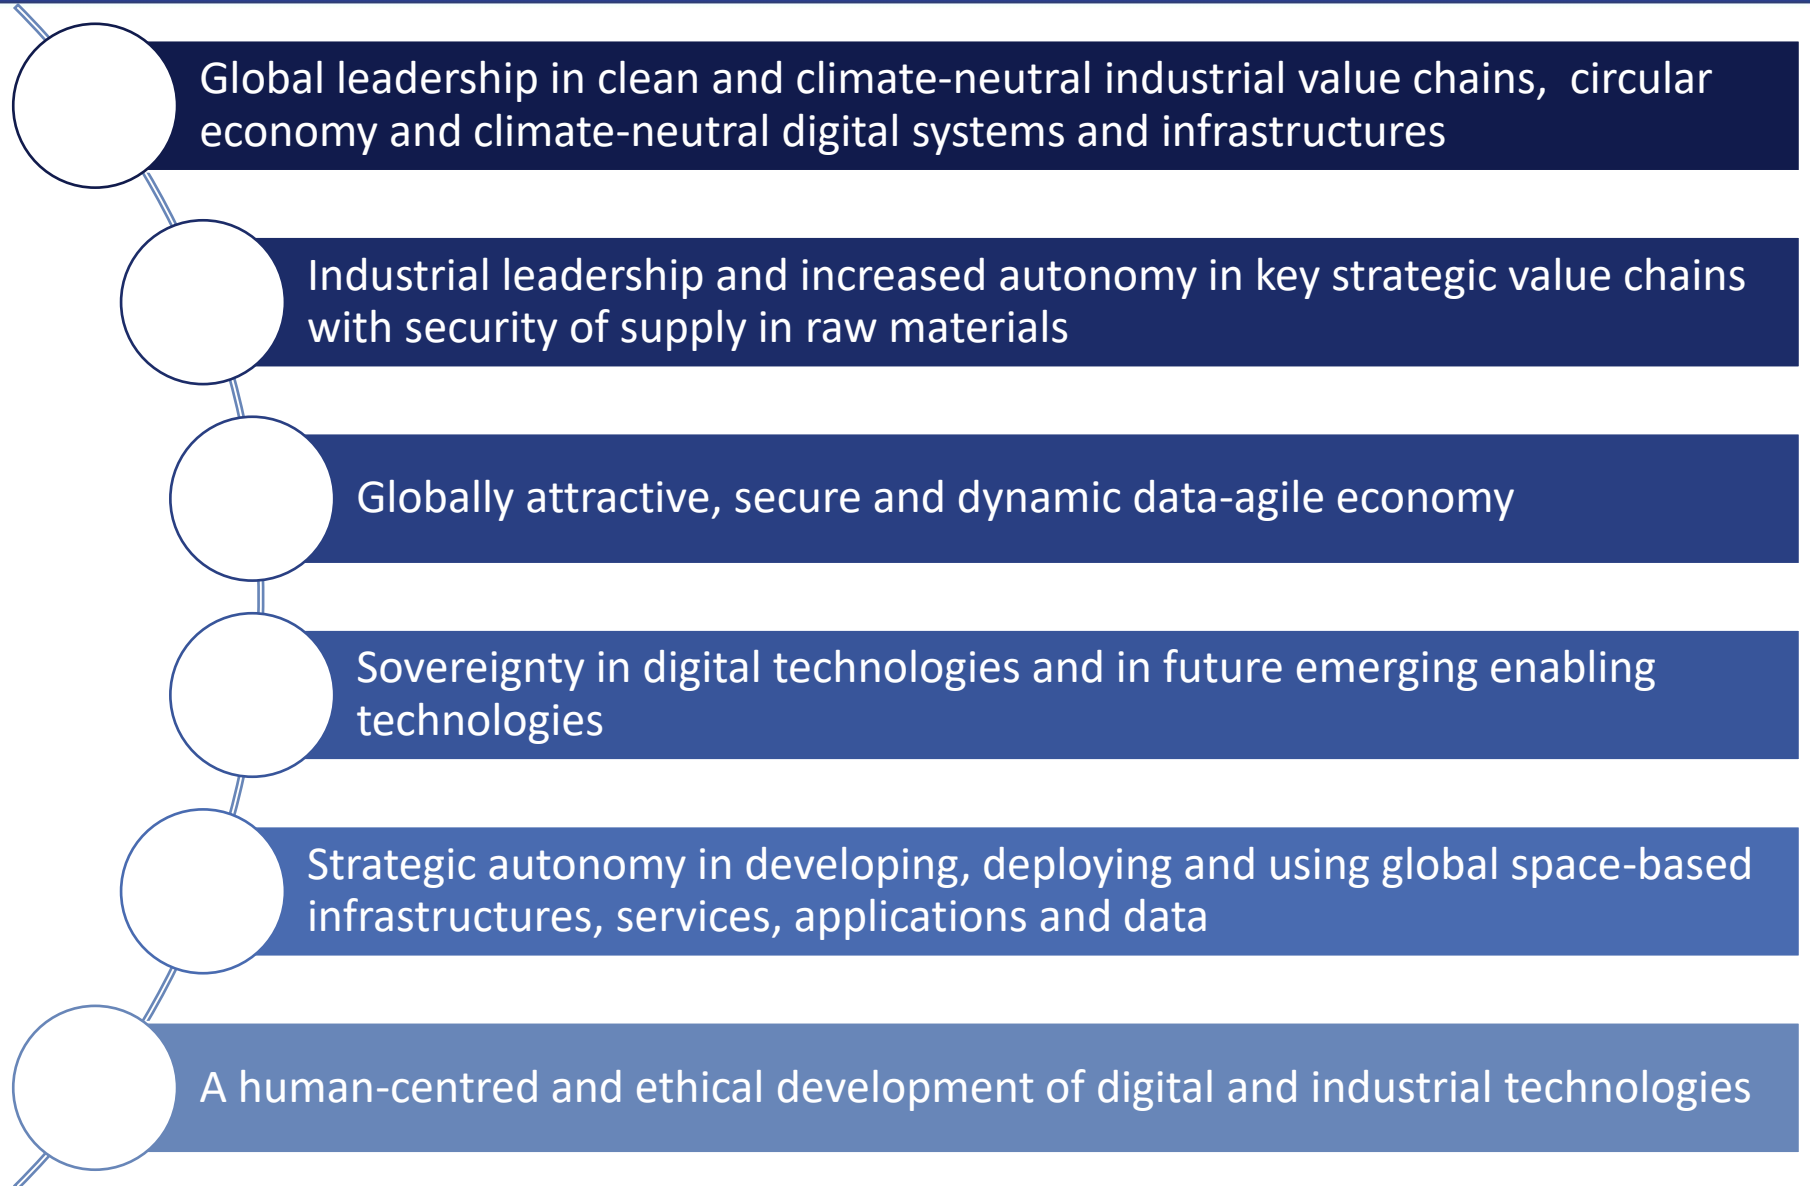 Global leadership in clean and climate-neutral industrial value chains,  circular
economy and climate-neutral digital systems and infrastructures
Industrial leadership and increased autonomy in key strategic value chains
with security of supply in raw materials
Globally attractive, secure and dynamic data-agile economy
Sovereignty in digital technologies and in future emerging enabling
technologies
Strategic autonomy in developing, deploying and using global space-based
infrastructures, services, applications and data
A human-centred and ethical development of digital and industrial technologies